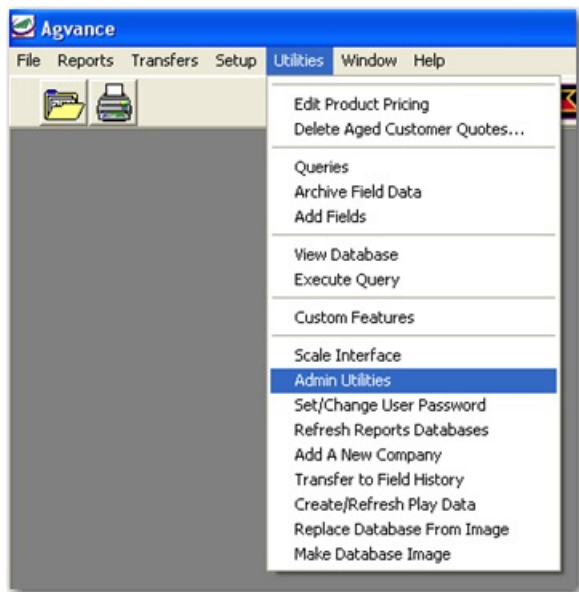 Agvance
File Reports Transfers Setup Utilities Window Help
Edit Product Pricing
Delete Aged Customer Quotes...
Queries
Archive Field Data
Add Fields
View Database
Execute Query
Custom Features
Scale Interface
Admin Utilities
Set/Change User Password
Refresh Reports Databases
Add A New Company
Transfer to Field History
Create/Refresh Play Data
Replace Database From Image
Make Database Image